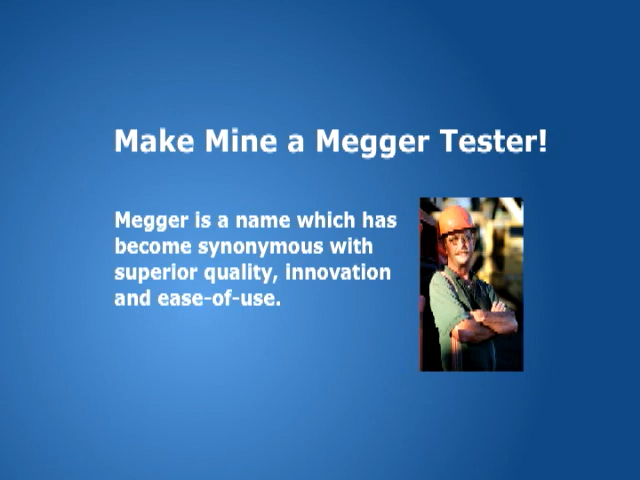 Make Mine a Megger Tester!
Megger is a name which has
become synonymous with
superior quality, innovation
and ease-of-use.